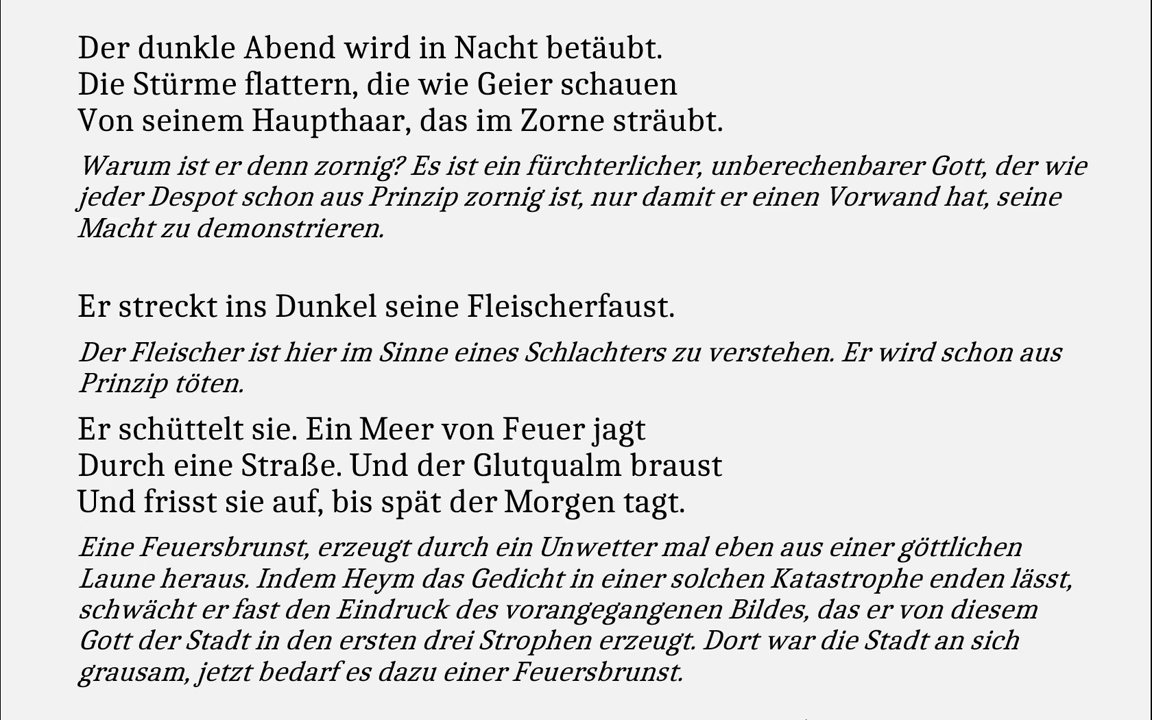 Der dunkle Abend wird in Nacht betäubt.
Die Stürme flattern, die wie Geier schauen
Von seinem Haupthaar, das im Zorne sträubt.
Warum ist er denn zornig? Es ist ein fürchterlicher, unberechenbarer Gott, der wie
jeder Despot schon aus Prinzip zornig ist, nur damit er einen Vorwand hat, seine
Macht zu demonstrieren.
Er streckt ins Dunkel seine Fleischerfaust.
Der Fleischer ist hier im Sinne eines Schlachters zu verstehen. Er wird schon aus
Prinzip töten.
Er schüttelt sie. Ein Meer von Feuer jagt
Durch eine Straße. Und der Glutqualm braust
Und frisst sie auf, bis spät der Morgen tagt.
Eine Feuersbrunst, erzeugt durch ein Unwetter mal eben aus einer göttlichen
Laune heraus. Indem Heym das Gedicht in einer solchen Katastrophe enden lässt,
schwächt er fast den Eindruck des vorangegangenen Bildes, das er von diesem
Gott der Stadt in den ersten drei Strophen erzeugt. Dort war die Stadt an sich
grausam, jetzt bedarf es dazu einer Feuersbrunst.